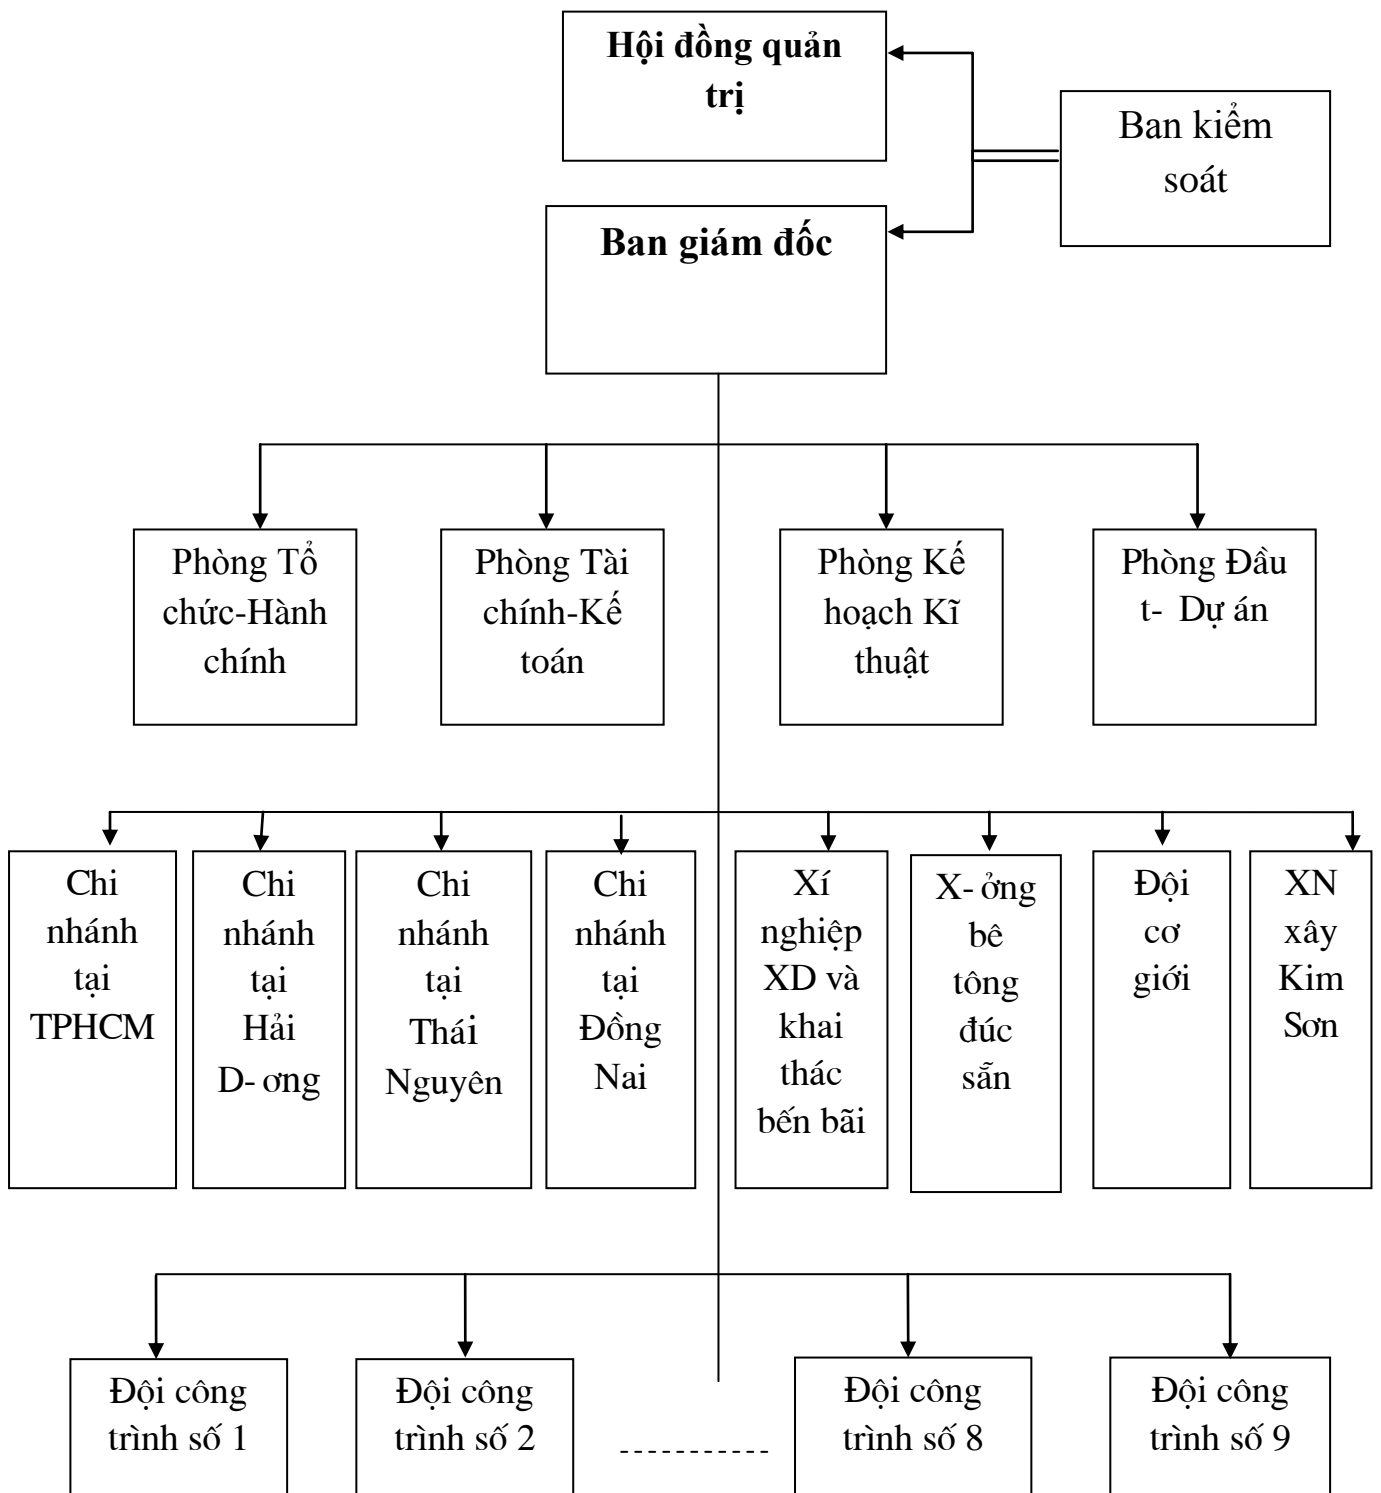 Hội đồng quản
trị
Ban kiểm
soát
Ban giám đốc
Phòng Tổ
chức-Hành
chính
Phòng Tài
chính-Kế
toán
Phòng Kế
hoạch Kĩ
thuật
Phòng Đầu
t- Dự án
Chi
nhánh
tại
TPHCM
Chi
nhánh
tại
Hải
D- ơng
Chi
nhánh
tại
Thái
Nguyên
Chi
nhánh
tại
Đồng
Nai
Xí
nghiệp
XD và
khai
thác
bến bãi
X- ởng
bê
tông
đúc
sẵn
Đội
cơ
giới
XN
xây
Kim
Sơn
Đội công
trình số 1
Đội công
trình số 2
-----------
Đội công
trình số 8
Đội công
trình số 9